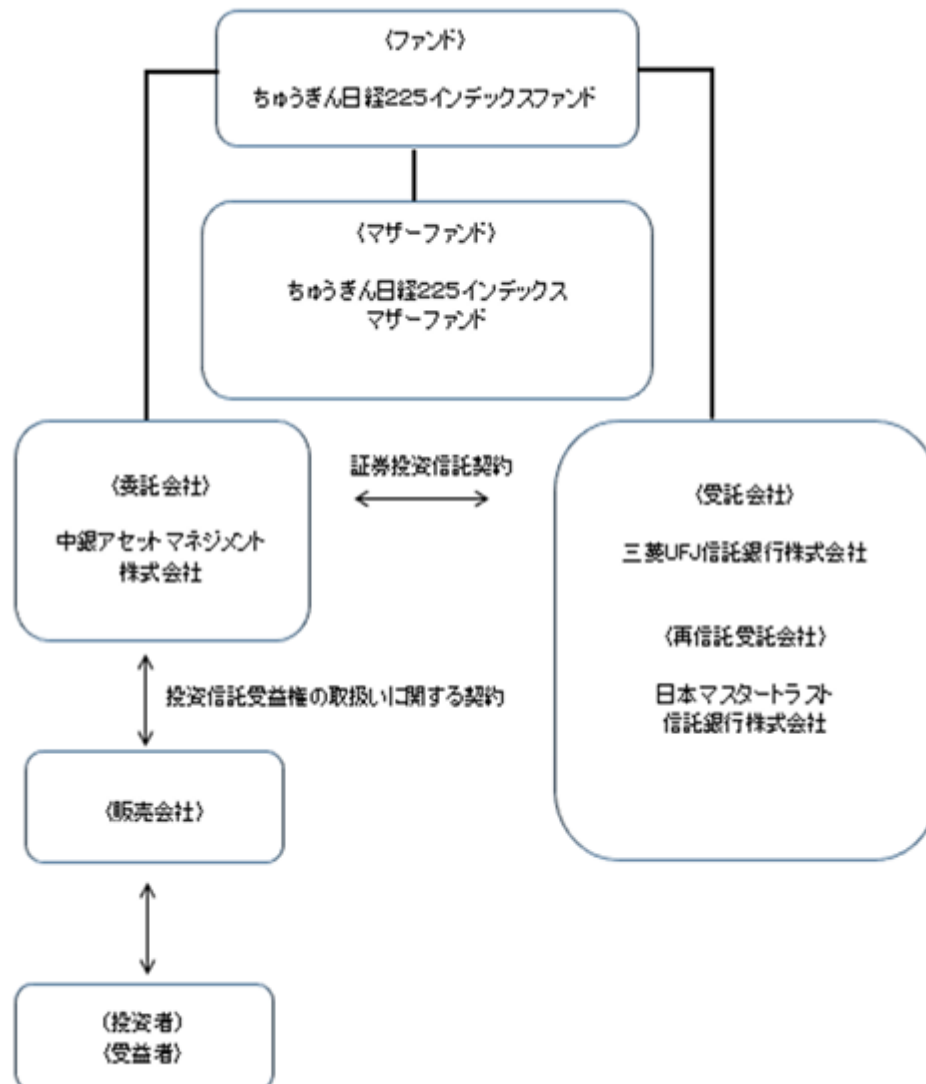 〈ファンド〉
ちゅうぎん日経225インデックスファンド
〈マザーファンド〉
ちゅうぎん日経225インデックス
マザーファンド
〈委託会社〉
中銀アセットマネジメント
株式会社
証券投資信託契約
〈受託会社〉
三菱UFJ信託銀行株式会社
〈再信託受託会社〉
日本マスタートラスト
信託銀行株式会社
投資信託受益権の取扱いに関する契約
〈販売会社〉
(投資者)
〈受益者〉